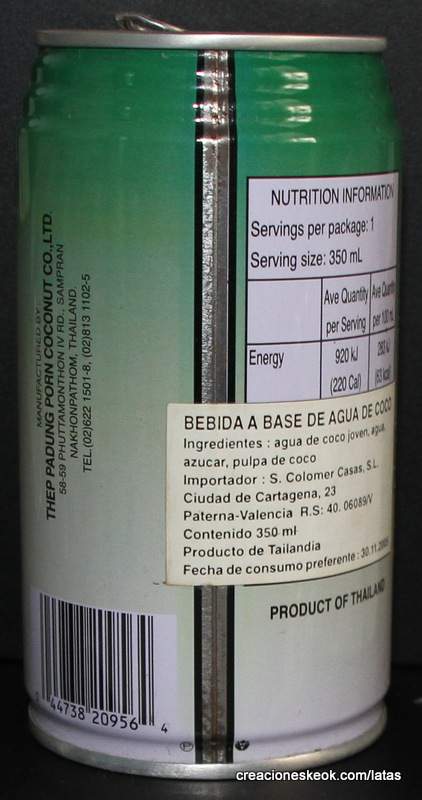 MANUFACTURED BY
THEP PADUNG PORN COCONUT CO.,LTD.
58-59 PHUTTAMONTHON IV RD., SAMPRAN
NAKHONPATHOM, THAILAND.
TEL.(02)622 1501-8, (02)813 1102-5
NUTRITION INFORMATION
Servings per package: 1
Serving size: 350 mL
Ave Quantity per Serving
Ave Quantity per 100 mL
Energy
920 kJ
(220 Cal)
(63 kcal)
BEBIDA A BASE DE AGUA DE COCO
Ingredientes : agua de coco joven, agua,
azucar, pulpa de coco
Importador : S. Colomer Casas, S.L.
Ciudad de Cartagena, 23
Paterna-Valencia R.S: 40. 06089/V
Contenido 350 ml
Producto de Tailandia
Fecha de consumo preferente : 30.11.2005
PRODUCT OF THAILAND
44738 20956 4
creacioneskeok.com/latas